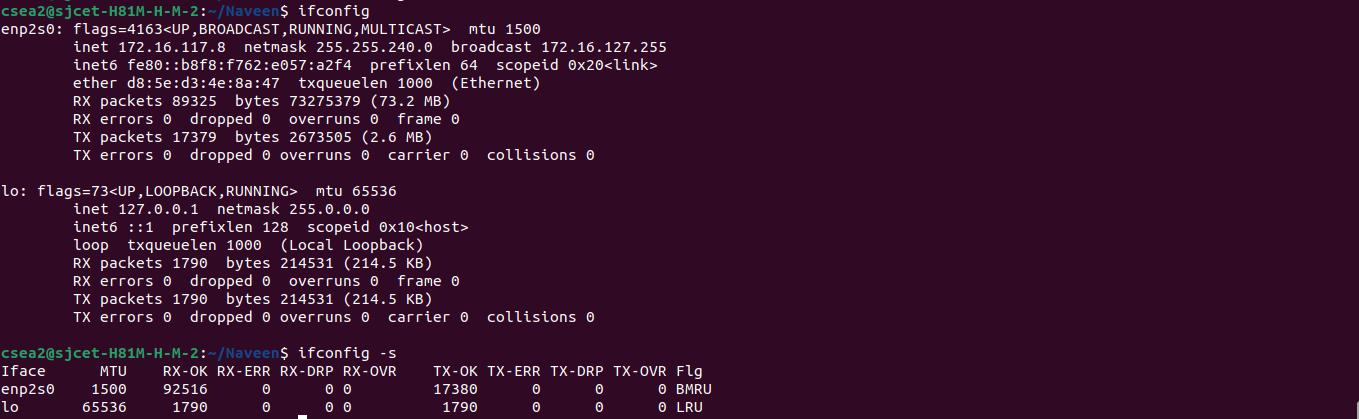 csea2@sjcet-H81M-H-M-2:~/Naveen$ ifconfig
enp2s0: flags=4163<UP,BROADCAST,RUNNING,MULTICAST>  mtu 1500
        inet 172.16.117.8  netmask 255.255.240.0  broadcast 172.16.127.255
        inet6 fe80::b8f8:f762:e057:a2f4  prefixlen 64  scopeid 0x20<link>
        ether d8:5e:d3:4e:8a:47  txqueuelen 1000  (Ethernet)
        RX packets 89325  bytes 73275379 (73.2 MB)
        RX errors 0  dropped 0  overruns 0  frame 0
        TX packets 17379  bytes 2673505 (2.6 MB)
        TX errors 0  dropped 0 overruns 0  carrier 0  collisions 0

lo: flags=73<UP,LOOPBACK,RUNNING>  mtu 65536
        inet 127.0.0.1  netmask 255.0.0.0
        inet6 ::1  prefixlen 128  scopeid 0x10<host>
        loop  txqueuelen 1000  (Local Loopback)
        RX packets 1790  bytes 214531 (214.5 KB)
        RX errors 0  dropped 0  overruns 0  frame 0
        TX packets 1790  bytes 214531 (214.5 KB)
        TX errors 0  dropped 0 overruns 0  carrier 0  collisions 0

csea2@sjcet-H81M-H-M-2:~/Naveen$ ifconfig -s
Iface      MTU    RX-OK RX-ERR RX-DRP RX-OVR    TX-OK TX-ERR TX-DRP TX-OVR Flg
enp2s0    1500    92516      0      0 0         17380      0      0      0 BMRU
lo       65536     1790      0      0 0          1790      0      0      0 LRU